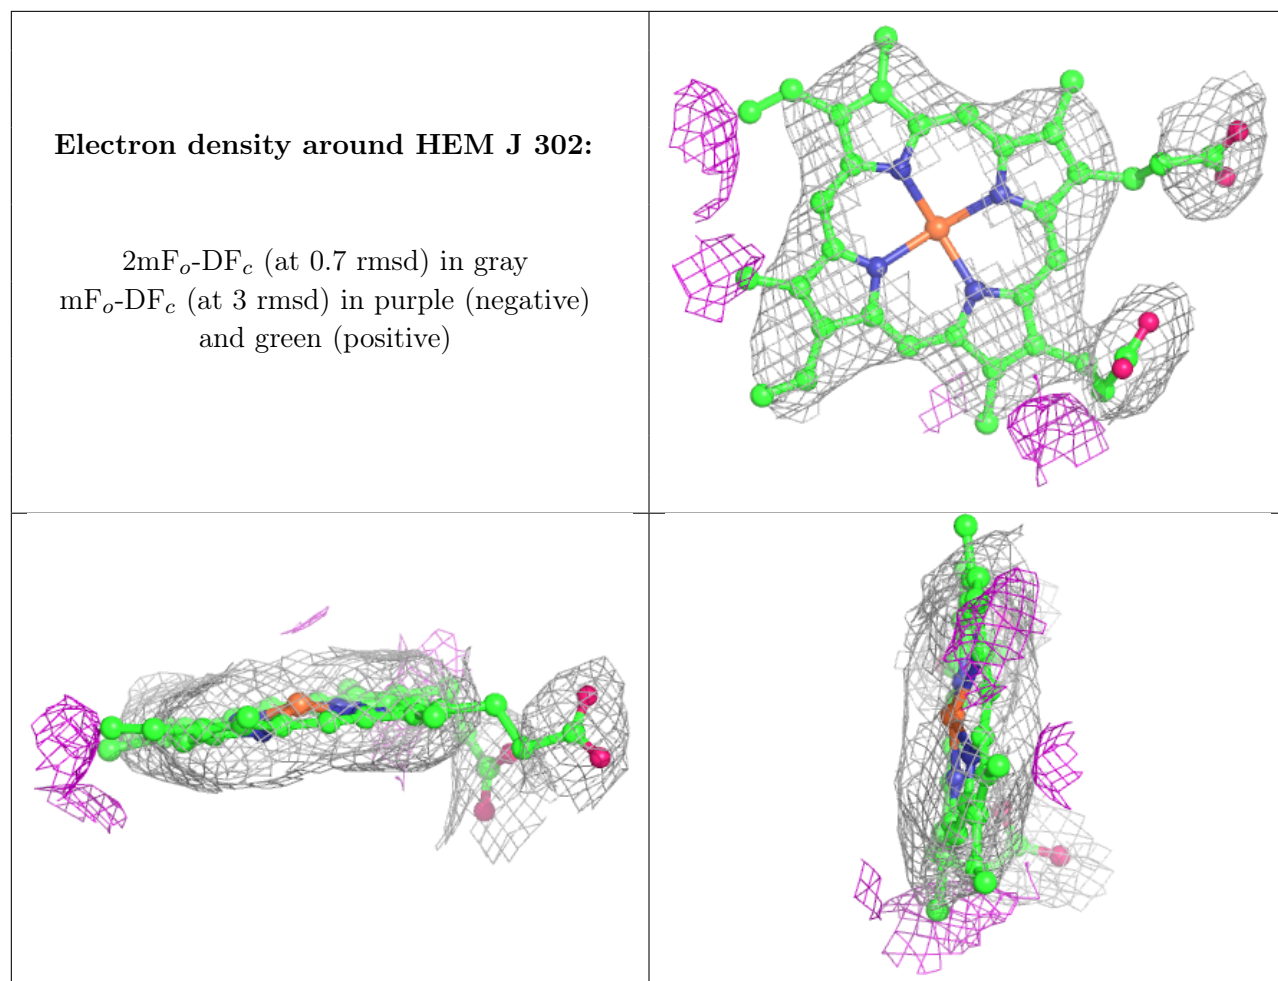 Electron density around HEM J 302:
2mFo-DFc (at 0.7 rmsd) in gray
mFo-DFc (at 3 rmsd) in purple (negative)
and green (positive)